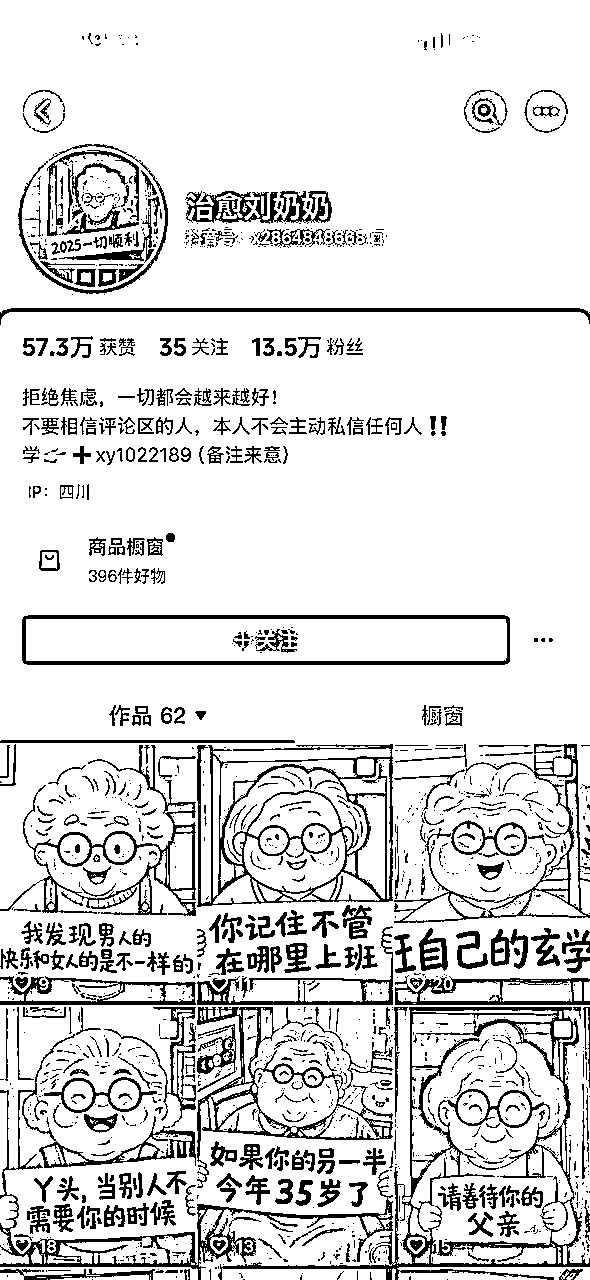 2025一切顺利
治愈刘奶奶
抖音号：x2864848668
57.3万 获赞 35 关注 13.5万 粉丝
拒绝焦虑，一切都会越来越好！
不要相信评论区的人，本人不会主动私信任何人‼️
学👉➕xy1022189（备注来意）
IP：四川
商品橱窗
396件好物
+关注
作品 62 ▼ 橱窗
我发现男人的
快乐和女人的是不一样的
你记住不管
在哪里上班
旺自己的玄学
8 11 20
丫头，当别人不
需要你的时候
如果你的另一半
今年35岁了
请善待你的
父亲
18 13 15